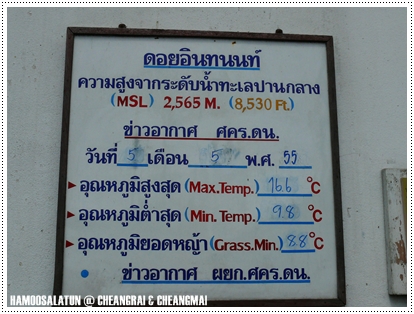 ดอยอินทนนท์
ความสูงจากระดับน้ำทะเลปานกลาง
(MSL) 2,565 M. (8,530 Ft.)
ข่าวอากาศ ศคร.ดน.
วันที่ 5 เดือน 5 พ.ศ. 55
อุณหภูมิสูงสุด (Max.Temp.) 16.6 °C
อุณหภูมิต่ำสุด (Min. Temp.) 9.8 °C
อุณหภูมิยอดหญ้า (Grass.Min.) 8.8 °C
ข่าวอากาศ ผยก.ศคร.ดน.
HAMOOSALATUN @ CHEANGRAI & CHEANGMAI